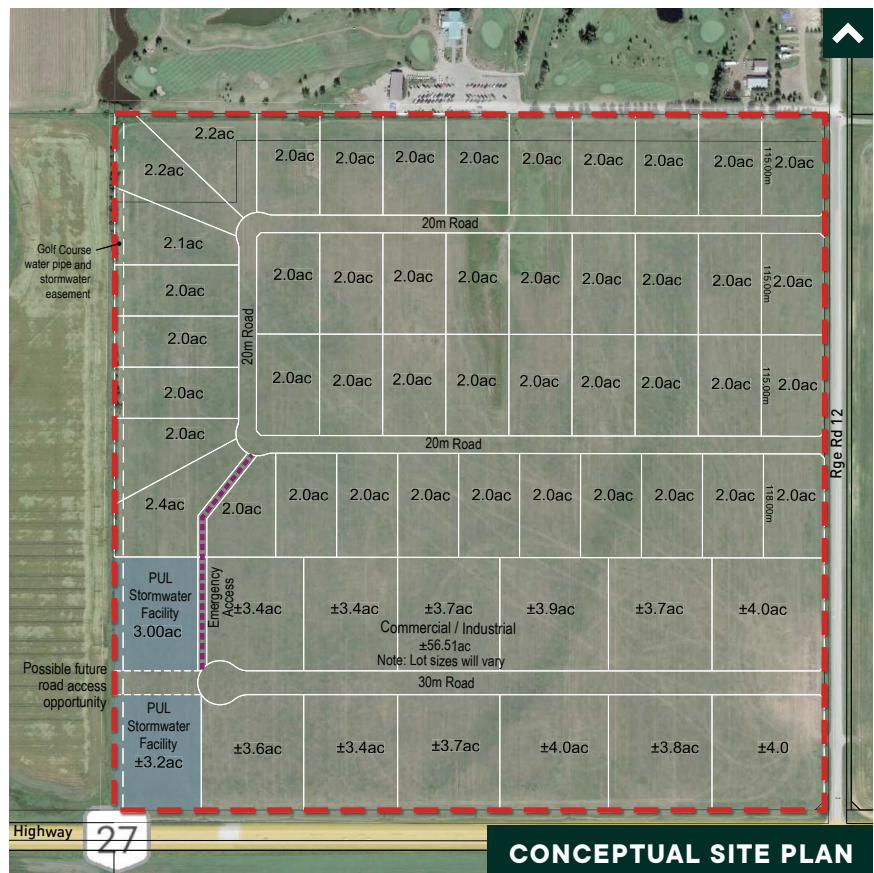 2.2ac
2.2ac
2.0ac 2.0ac 2.0ac 2.0ac 2.0ac 2.0ac 2.0ac 2.0ac 115.00m 2.0ac
20m Road
Golf Course
water pipe and
stormwater
easement
2.1ac
2.0ac
2.0ac
2.0ac
2.0ac
2.4ac
20m Road
2.0ac 2.0ac 2.0ac 2.0ac 2.0ac 2.0ac 2.0ac 2.0ac 115.00m 2.0ac
2.0ac 2.0ac 2.0ac 2.0ac 2.0ac 2.0ac 2.0ac 2.0ac 115.00m 2.0ac
20m Road
Rge Rd 12
2.0ac 2.0ac 2.0ac 2.0ac 2.0ac 2.0ac 2.0ac 2.0ac 2.0ac 118.00m 2.0ac
PUL
Stormwater
Facility
3.00ac
Emergency
Access
±3.4ac ±3.4ac ±3.7ac ±3.9ac ±3.7ac ±4.0ac
Commercial / Industrial
±56.51ac
Note: Lot sizes will vary
Possible future
road access
opportunity
30m Road
PUL
Stormwater
Facility
±3.2ac
±3.6ac ±3.4ac ±3.7ac ±4.0ac ±3.8ac ±4.0
Highway
27
CONCEPTUAL SITE PLAN